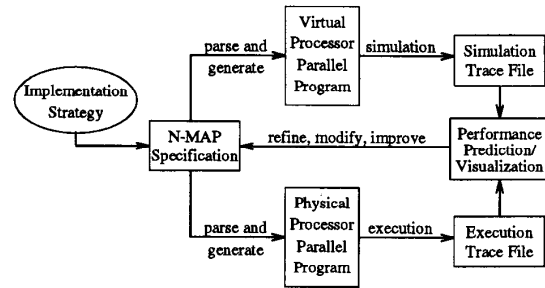 Implementation
Strategy
N-MAP
Specification
parse and
generate
Virtual
Processor
Parallel
Program
simulation
Simulation
Trace File
refine, modify, improve
Performance
Prediction/
Visualization
parse and
generate
Physical
Processor
Parallel
Program
execution
Execution
Trace File